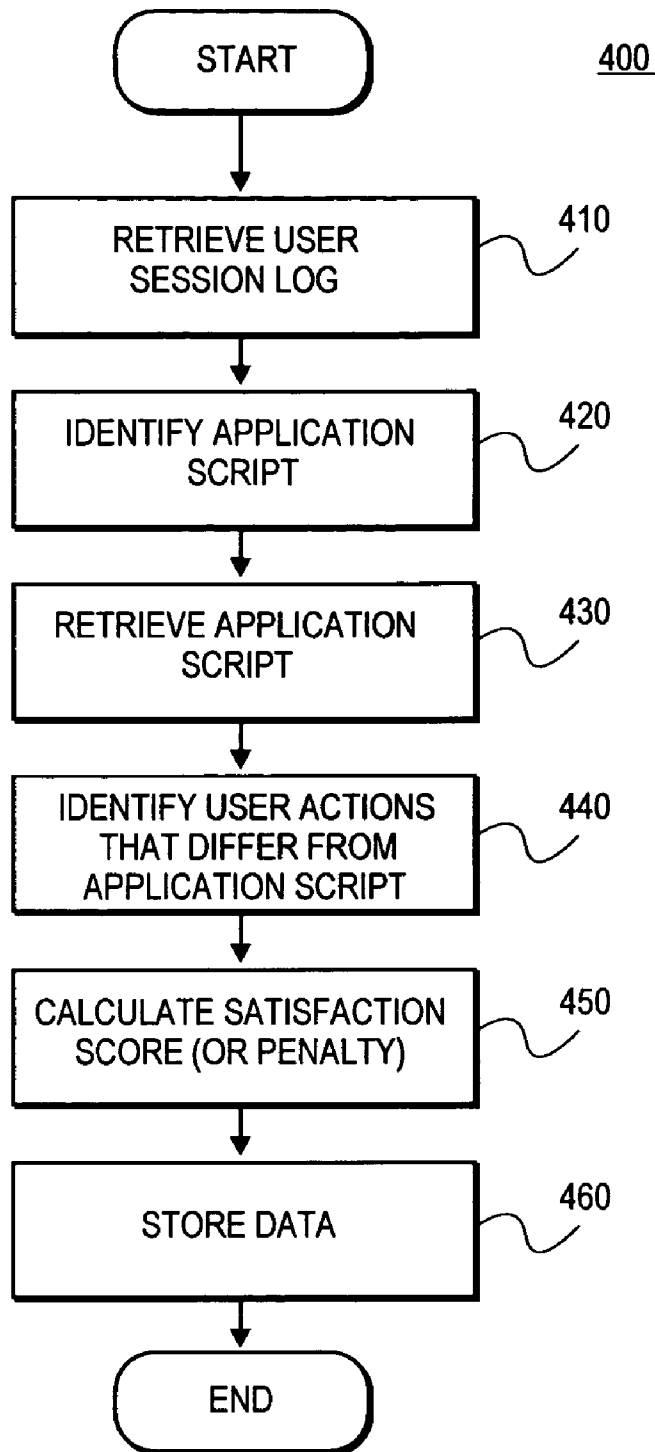 START
400
RETRIEVE USER
SESSION LOG
410
IDENTIFY APPLICATION
SCRIPT
420
RETRIEVE APPLICATION
SCRIPT
430
IDENTIFY USER ACTIONS
THAT DIFFER FROM
APPLICATION SCRIPT
440
CALCULATE SATISFACTION
SCORE (OR PENALTY)
450
STORE DATA
460
END